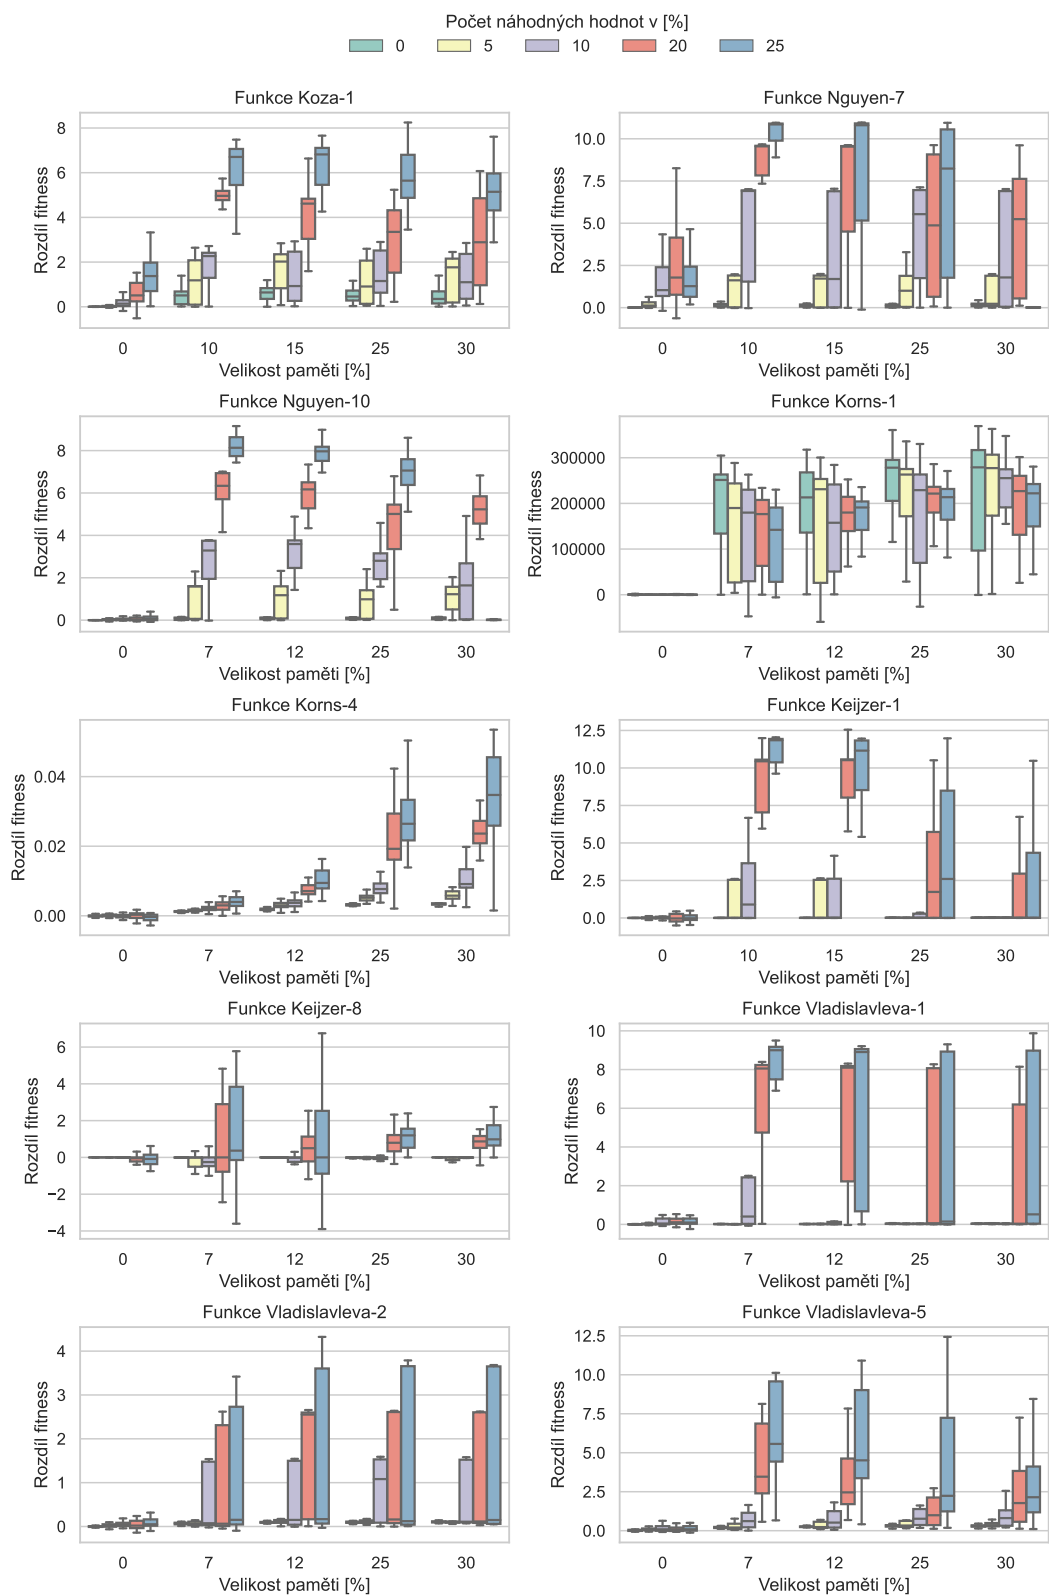 Počet náhodných hodnot v [%]
0 5 10 20 25
Funkce Koza-1
Rozdíl fitness
8
6
4
2
0
0 10 15 25 30
Velikost paměti [%]
Funkce Nguyen-7
Rozdíl fitness
10.0
7.5
5.0
2.5
0.0
0 10 15 25 30
Velikost paměti [%]
Funkce Nguyen-10
Rozdíl fitness
8
6
4
2
0
0 7 12 25 30
Velikost paměti [%]
Funkce Korns-1
Rozdíl fitness
300000
200000
100000
0
0 7 12 25 30
Velikost paměti [%]
Funkce Korns-4
Rozdíl fitness
0.04
0.02
0.00
0 7 12 25 30
Velikost paměti [%]
Funkce Keijzer-1
Rozdíl fitness
12.5
10.0
7.5
5.0
2.5
0.0
0 10 15 25 30
Velikost paměti [%]
Funkce Keijzer-8
Rozdíl fitness
6
4
2
0
−2
−4
0 7 12 25 30
Velikost paměti [%]
Funkce Vladislavleva-1
Rozdíl fitness
10
8
6
4
2
0
0 7 12 25 30
Velikost paměti [%]
Funkce Vladislavleva-2
Rozdíl fitness
4
3
2
1
0
0 7 12 25 30
Velikost paměti [%]
Funkce Vladislavleva-5
Rozdíl fitness
12.5
10.0
7.5
5.0
2.5
0.0
0 7 12 25 30
Velikost paměti [%]